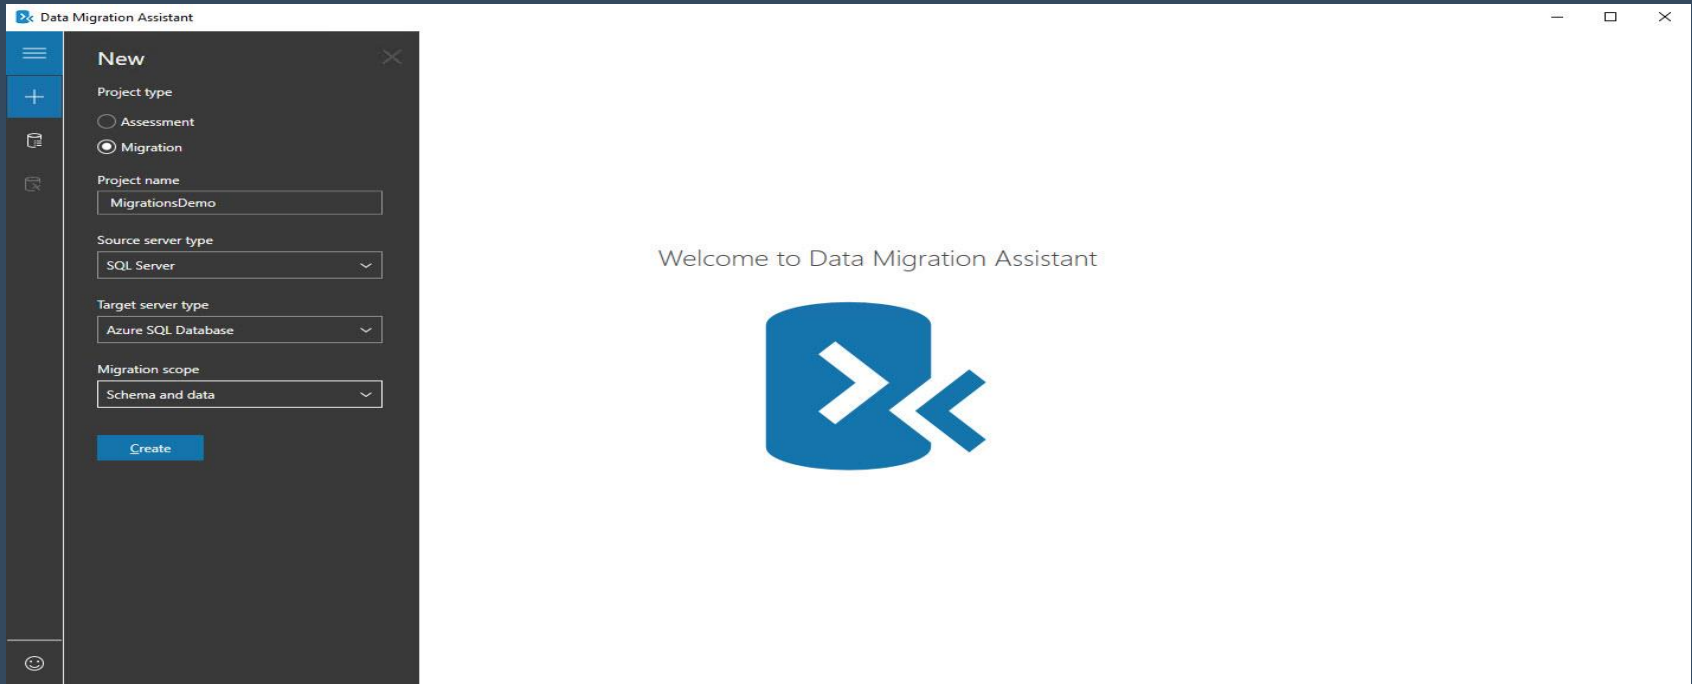 Data Migration Assistant
New
Project type
Assessment
Migration
Project name
MigrationsDemo
Source server type
SQL Server
Target server type
Azure SQL Database
Migration scope
Schema and data
Create
Welcome to Data Migration Assistant